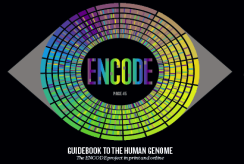 ENCODE
GUIDEBOOK TO THE HUMAN GENOME
The ENCODE project in print and online